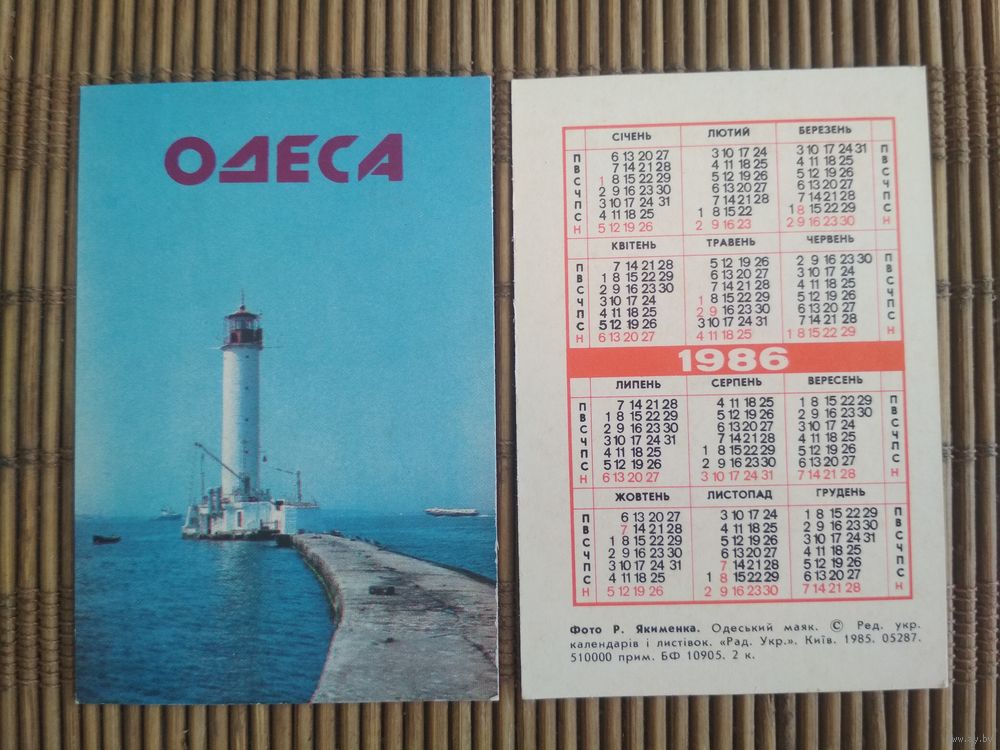 ОДЕСА
СІЧЕНЬ ЛЮТИЙ БЕРЕЗЕНЬ
П 6 13 20 27 3 10 17 24 3 10 17 24 31 П
В 7 14 21 28 4 11 18 25 4 11 18 25 В
С 1 8 15 22 29 5 12 19 26 5 12 19 26 С
Ч 2 9 16 23 30 6 13 20 27 6 13 20 27 Ч
П 3 10 17 24 31 7 14 21 28 7 14 21 28 П
С 4 11 18 25 1 8 15 22 1 8 15 22 29 С
Н 5 12 19 26 2 9 16 23 2 9 16 23 30 Н
КВІТЕНЬ ТРАВЕНЬ ЧЕРВЕНЬ
П 7 14 21 28 5 12 19 26 2 9 16 23 30 П
В 1 8 15 22 29 6 13 20 27 3 10 17 24 В
С 2 9 16 23 30 7 14 21 28 4 11 18 25 С
Ч 3 10 17 24 1 8 15 22 29 5 12 19 26 Ч
П 4 11 18 25 2 9 16 23 30 6 13 20 27 П
С 5 12 19 26 3 10 17 24 31 7 14 21 28 С
Н 6 13 20 27 4 11 18 25 1 8 15 22 29 Н
1986
ЛИПЕНЬ СЕРПЕНЬ ВЕРЕСЕНЬ
П 7 14 21 28 4 11 18 25 1 8 15 22 29 П
В 1 8 15 22 29 5 12 19 26 2 9 16 23 30 В
С 2 9 16 23 30 6 13 20 27 3 10 17 24 С
Ч 3 10 17 24 31 7 14 21 28 4 11 18 25 Ч
П 4 11 18 25 1 8 15 22 29 5 12 19 26 П
С 5 12 19 26 2 9 16 23 30 6 13 20 27 С
Н 6 13 20 27 3 10 17 24 31 7 14 21 28 Н
ЖОВТЕНЬ ЛИСТОПАД ГРУДЕНЬ
П 6 13 20 27 3 10 17 24 1 8 15 22 29 П
В 7 14 21 28 4 11 18 25 2 9 16 23 30 В
С 1 8 15 22 29 5 12 19 26 3 10 17 24 31 С
Ч 2 9 16 23 30 6 13 20 27 4 11 18 25 Ч
П 3 10 17 24 31 7 14 21 28 5 12 19 26 П
С 4 11 18 25 1 8 15 22 29 6 13 20 27 С
Н 5 12 19 26 2 9 16 23 30 7 14 21 28 Н
Фото Р. Якименка. Одеський маяк. © Ред. укр.
календарів і листівок. «Рад. Укр.». Київ. 1985. 05287.
510000 прим. БФ 10905. 2 к.
www.ay.by